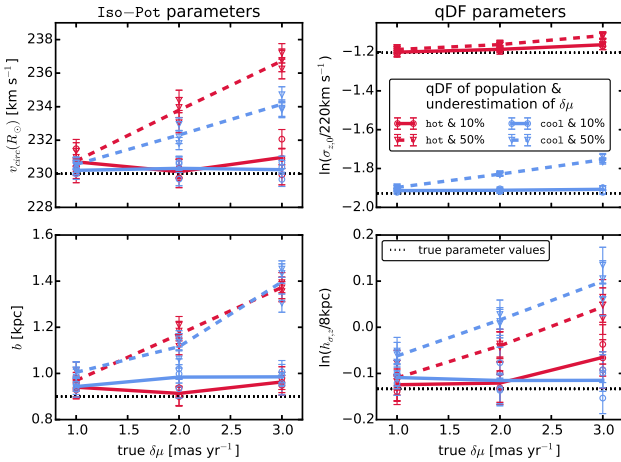 Iso-Pot parameters
qDF parameters
v_circ(R_⊙) [km s⁻¹]
238
236
234
232
230
228
ln(σ_z,0/220km s⁻¹)
−1.2
−1.4
−1.6
−1.8
−2.0
qDF of population &
underestimation of δμ
hot & 10% cool & 10%
hot & 50% cool & 50%
b [kpc]
1.6
1.4
1.2
1.0
0.8
1.0 1.5 2.0 2.5 3.0
true δμ [mas yr⁻¹]
ln(h_σ,z/8kpc)
0.2
0.1
0.0
−0.1
−0.2
true parameter values
1.0 1.5 2.0 2.5 3.0
true δμ [mas yr⁻¹]